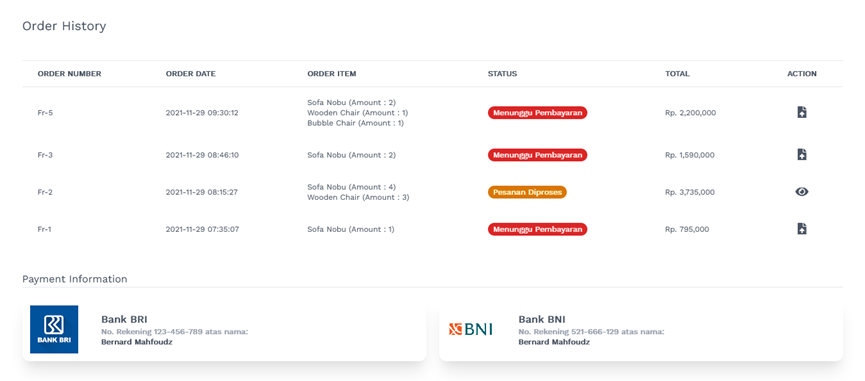 Order History
ORDER NUMBER ORDER DATE ORDER ITEM STATUS TOTAL ACTION
Fr-5 2021-11-29 09:30:12 Sofa Nobu (Amount : 2) Menunggu Pembayaran Rp. 2,200,000
Wooden Chair (Amount : 1)
Bubble Chair (Amount : 1)
Fr-3 2021-11-29 08:46:10 Sofa Nobu (Amount : 2) Menunggu Pembayaran Rp. 1,590,000
Fr-2 2021-11-29 08:15:27 Sofa Nobu (Amount : 4) Pesanan Diproses Rp. 3,735,000
Wooden Chair (Amount : 3)
Fr-1 2021-11-29 07:35:07 Sofa Nobu (Amount : 1) Menunggu Pembayaran Rp. 795,000
Payment Information
BANK BRI
Bank BRI
No. Rekening 123-456-789 atas nama:
Bernard Mahfoudz
BNI
Bank BNI
No. Rekening 521-666-129 atas nama:
Bernard Mahfoudz